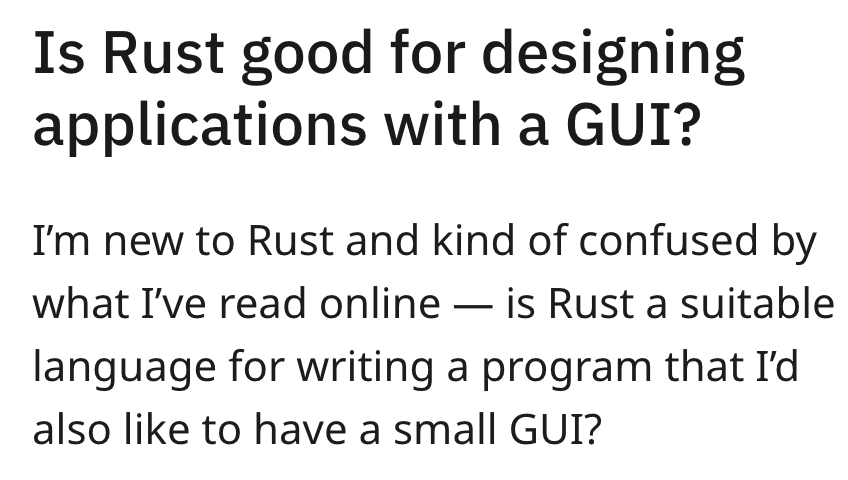 Is Rust good for designing
applications with a GUI?
I’m new to Rust and kind of confused by
what I’ve read online — is Rust a suitable
language for writing a program that I’d
also like to have a small GUI?